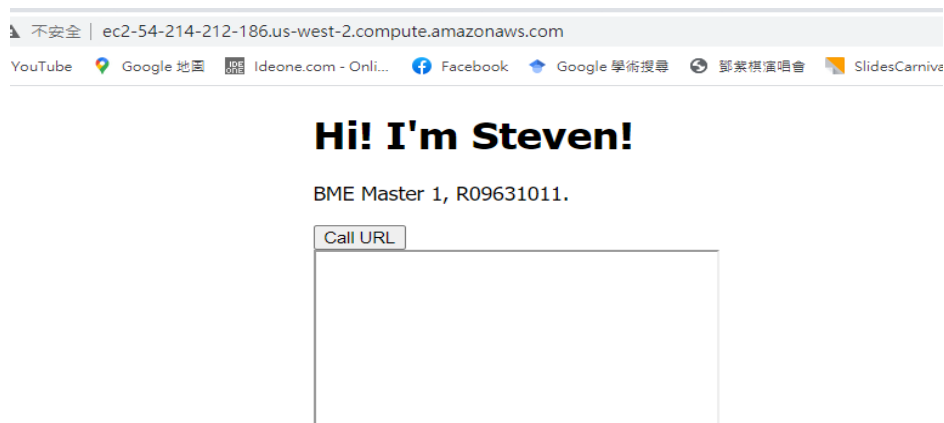 不安全 | ec2-54-214-212-186.us-west-2.compute.amazonaws.com
YouTube Google 地圖 Ideone.com - Onli... Facebook Google 學術搜尋 鄧紫棋演唱會 SlidesCarniva
Hi! I'm Steven!
BME Master 1, R09631011.
Call URL